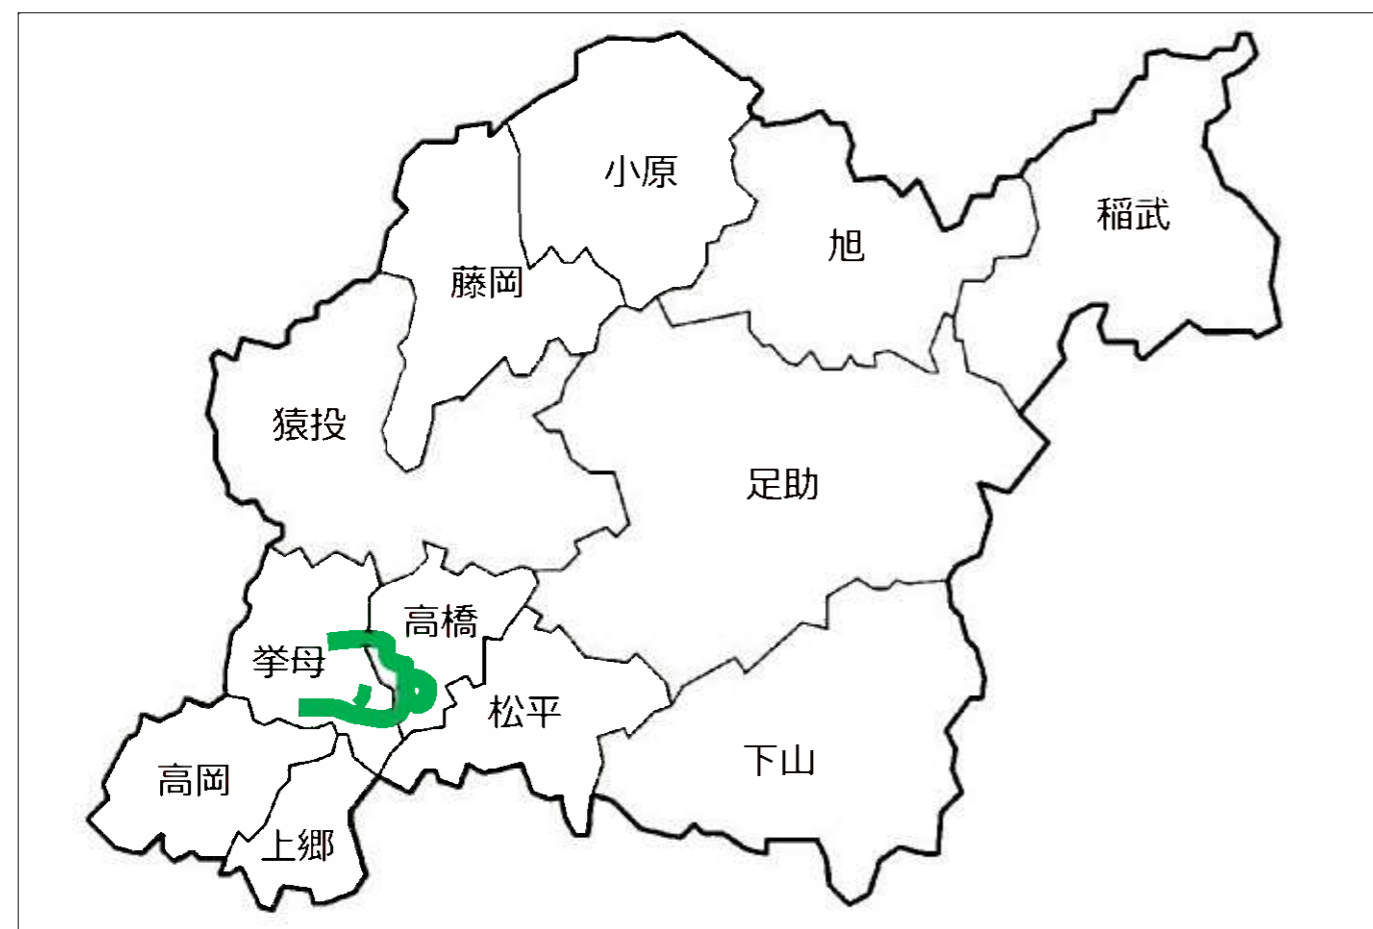 小原
稲武
旭
藤岡
猿投
足助
高橋
挙母
松平
下山
高岡
上郷